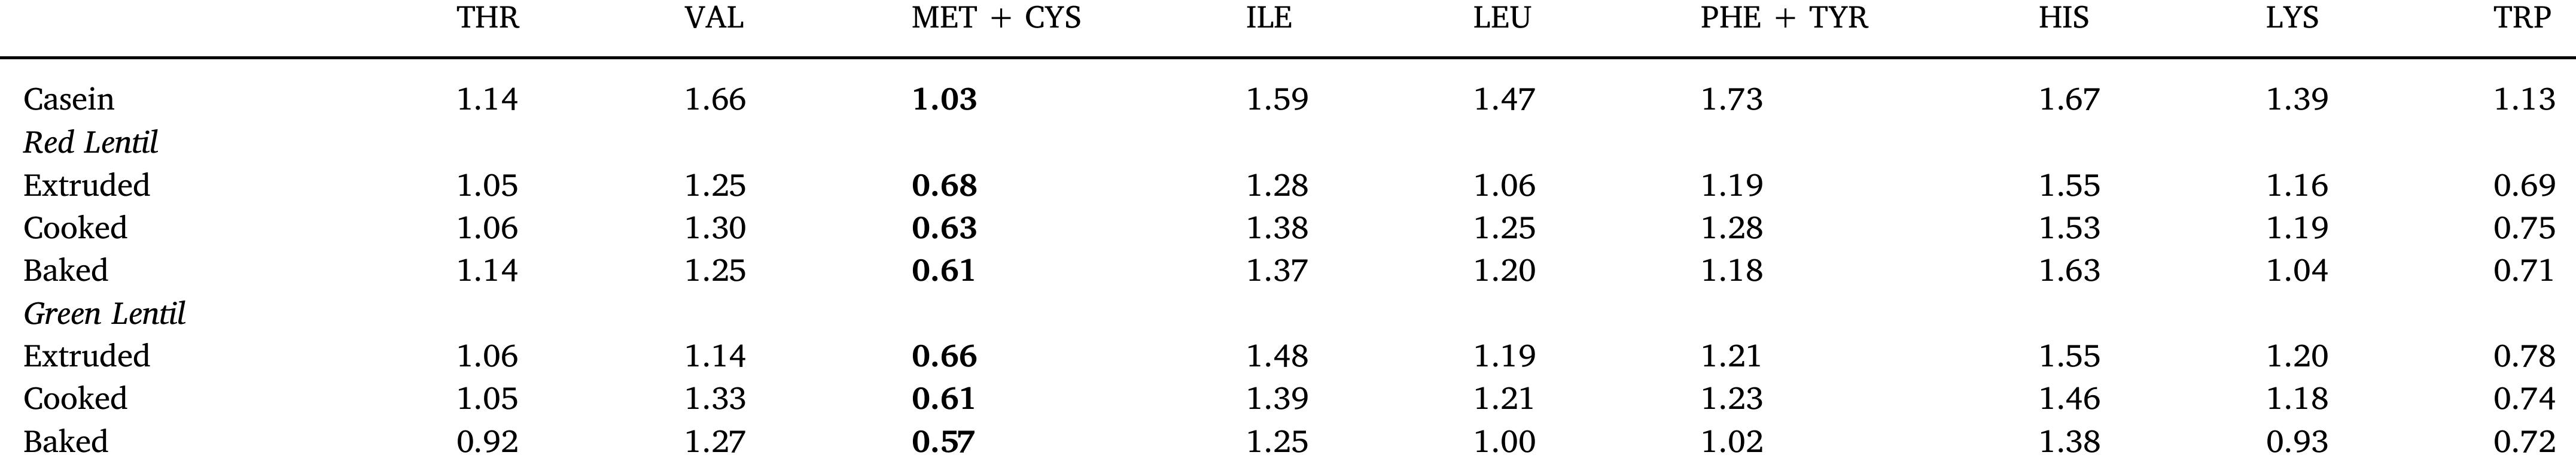 THR VAL MET + CYS ILE LEU PHE + TYR HIS LYS TRP
Casein 1.14 1.66 1.03 1.59 1.47 1.73 1.67 1.39 1.13
Red Lentil
Extruded 1.05 1.25 0.68 1.28 1.06 1.19 1.55 1.16 0.69
Cooked 1.06 1.30 0.63 1.38 1.25 1.28 1.53 1.19 0.75
Baked 1.14 1.25 0.61 1.37 1.20 1.18 1.63 1.04 0.71
Green Lentil
Extruded 1.06 1.14 0.66 1.48 1.19 1.21 1.55 1.20 0.78
Cooked 1.05 1.33 0.61 1.39 1.21 1.23 1.46 1.18 0.74
Baked 0.92 1.27 0.57 1.25 1.00 1.02 1.38 0.93 0.72